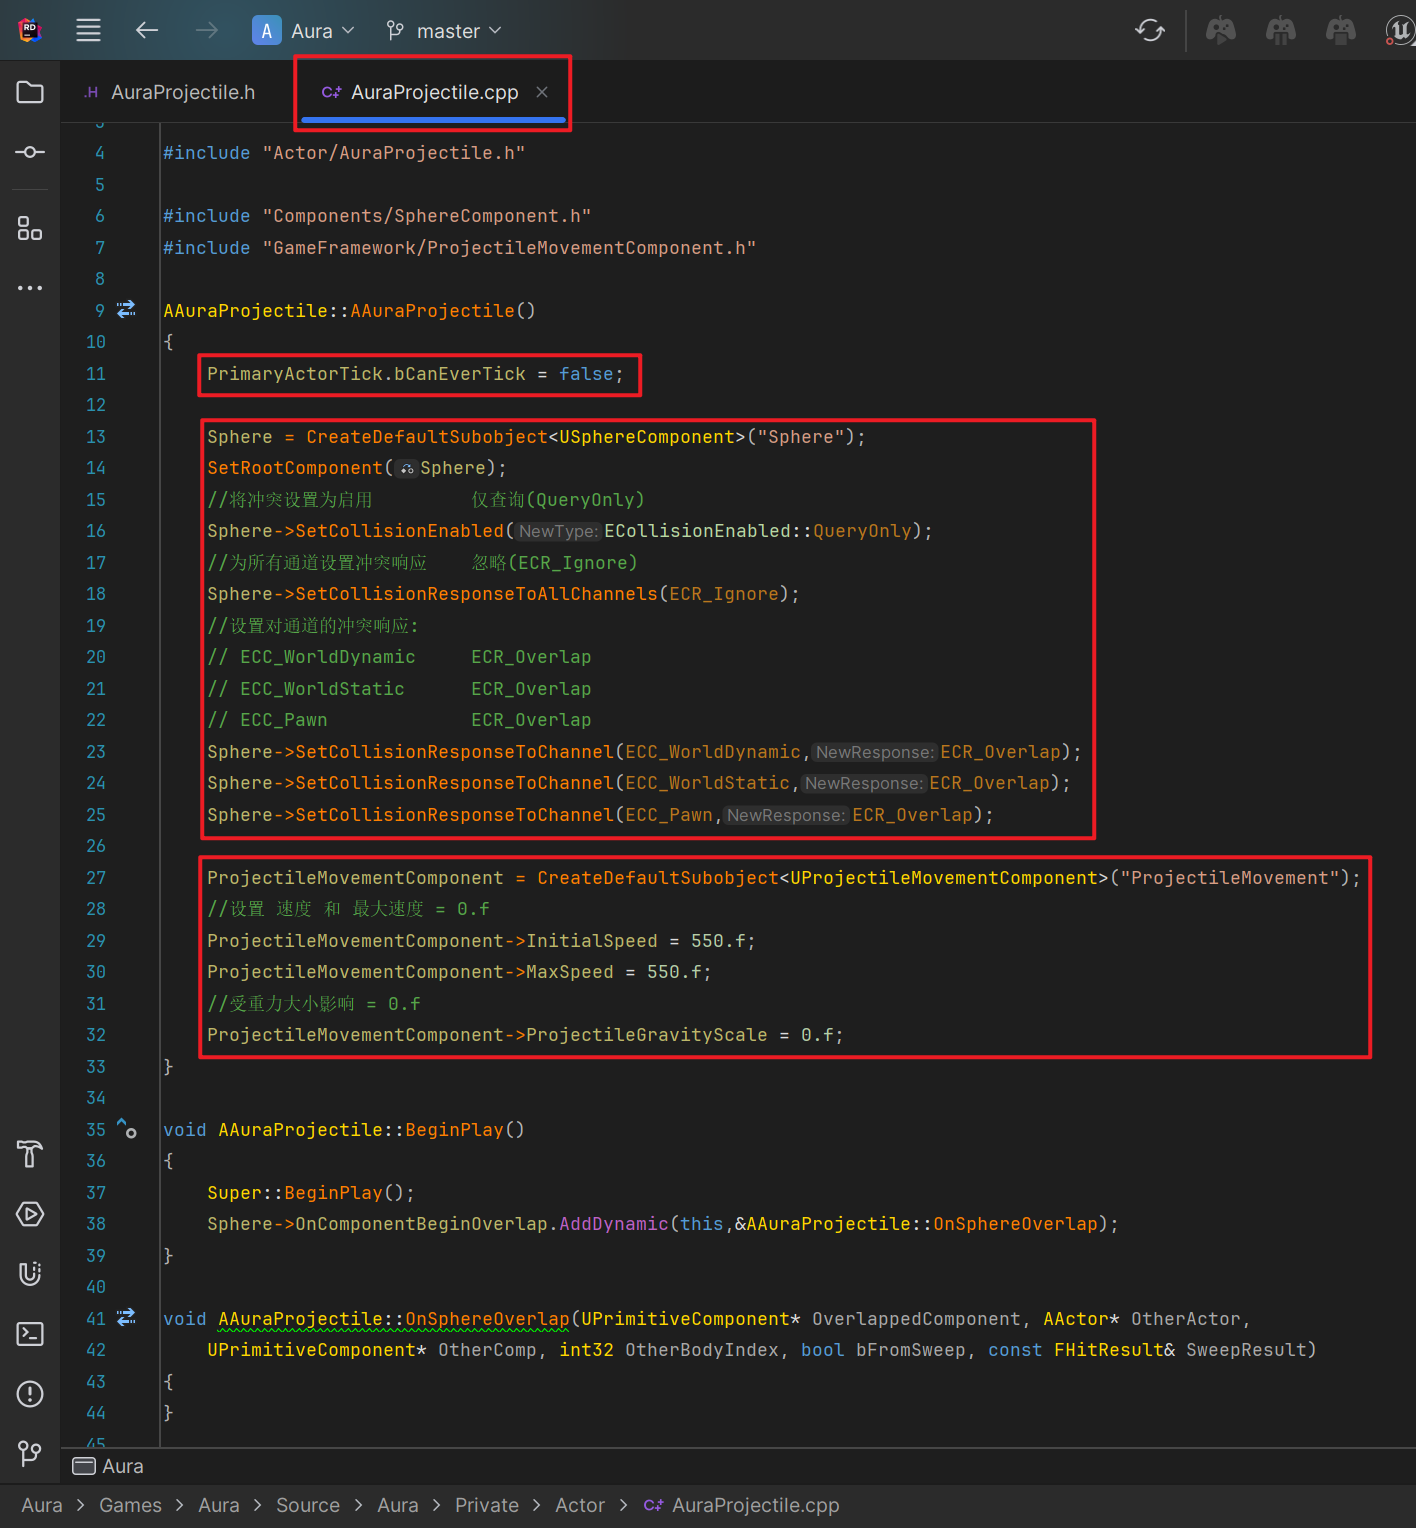 RD
A Aura master
.H AuraProjectile.h
C++ AuraProjectile.cpp ×
3
4 #include "Actor/AuraProjectile.h"
5
6 #include "Components/SphereComponent.h"
7 #include "GameFramework/ProjectileMovementComponent.h"
8
9 AAuraProjectile::AAuraProjectile()
10 {
11 PrimaryActorTick.bCanEverTick = false;
12
13 Sphere = CreateDefaultSubobject<USphereComponent>("Sphere");
14 SetRootComponent(Sphere);
15 //将冲突设置为启用 仅查询(QueryOnly)
16 Sphere->SetCollisionEnabled(NewType:ECollisionEnabled::QueryOnly);
17 //为所有通道设置冲突响应 忽略(ECR_Ignore)
18 Sphere->SetCollisionResponseToAllChannels(ECR_Ignore);
19 //设置对通道的冲突响应:
20 // ECC_WorldDynamic ECR_Overlap
21 // ECC_WorldStatic ECR_Overlap
22 // ECC_Pawn ECR_Overlap
23 Sphere->SetCollisionResponseToChannel(ECC_WorldDynamic,NewResponse:ECR_Overlap);
24 Sphere->SetCollisionResponseToChannel(ECC_WorldStatic,NewResponse:ECR_Overlap);
25 Sphere->SetCollisionResponseToChannel(ECC_Pawn,NewResponse:ECR_Overlap);
26
27 ProjectileMovementComponent = CreateDefaultSubobject<UProjectileMovementComponent>("ProjectileMovement");
28 //设置 速度 和 最大速度 = 0.f
29 ProjectileMovementComponent->InitialSpeed = 550.f;
30 ProjectileMovementComponent->MaxSpeed = 550.f;
31 //受重力大小影响 = 0.f
32 ProjectileMovementComponent->ProjectileGravityScale = 0.f;
33 }
34
35 void AAuraProjectile::BeginPlay()
36 {
37 Super::BeginPlay();
38 Sphere->OnComponentBeginOverlap.AddDynamic(this,&AAuraProjectile::OnSphereOverlap);
39 }
40
41 void AAuraProjectile::OnSphereOverlap(UPrimitiveComponent* OverlappedComponent, AActor* OtherActor,
42 UPrimitiveComponent* OtherComp, int32 OtherBodyIndex, bool bFromSweep, const FHitResult& SweepResult)
43 {
44 }
45
Aura
Aura > Games > Aura > Source > Aura > Private > Actor > C++ AuraProjectile.cpp